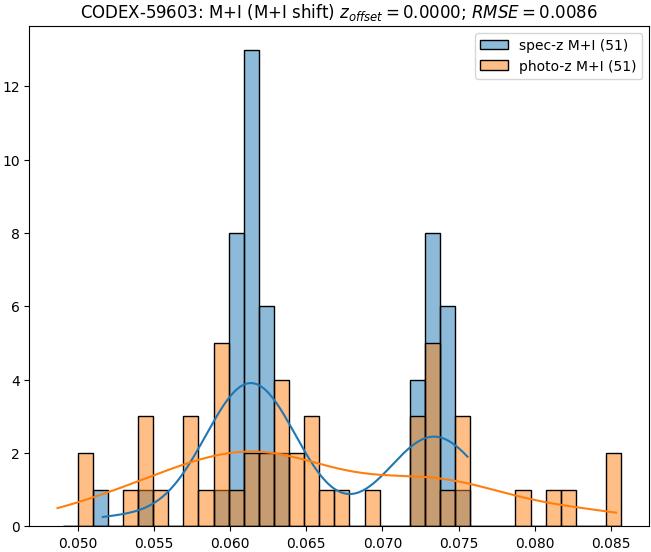 CODEX-59603: M+I (M+I shift) z_offset = 0.0000; RMSE = 0.0086
spec-z M+I (51)
photo-z M+I (51)
12
10
8
6
4
2
0
0.050 0.055 0.060 0.065 0.070 0.075 0.080 0.085